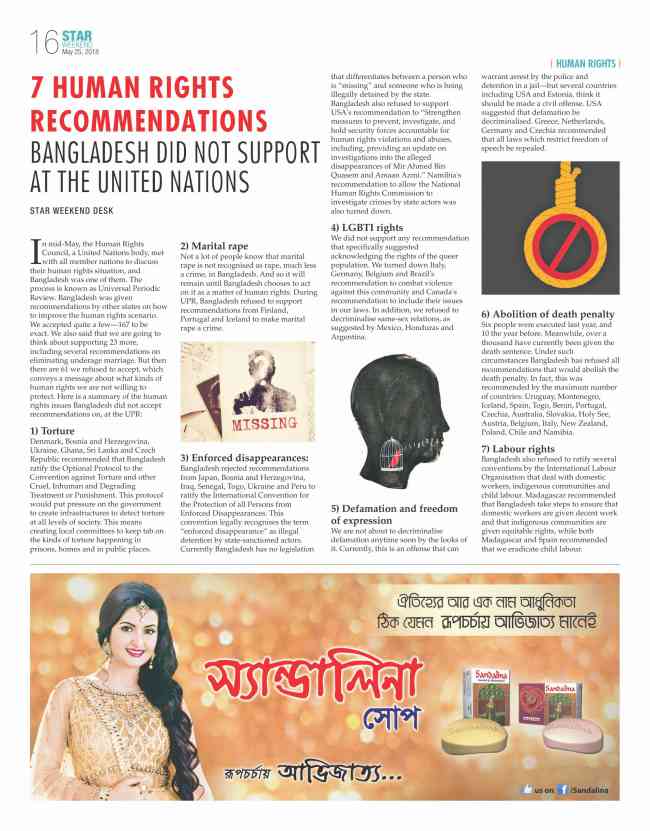 16 STAR
WEEKEND
May 25, 2018
| HUMAN RIGHTS |
7 HUMAN RIGHTS
RECOMMENDATIONS
BANGLADESH DID NOT SUPPORT
AT THE UNITED NATIONS
STAR WEEKEND DESK
In mid-May, the Human Rights
Council, a United Nations body, met
with all member nations to discuss
their human rights situation, and
Bangladesh was one of them. The
process is known as Universal Periodic
Review. Bangladesh was given
recommendations by other states on how
to improve the human rights scenario.
We accepted quite a few—167 to be
exact. We also said that we are going to
think about supporting 23 more,
including several recommendations on
eliminating underage marriage. But then
there are 61 we refused to accept, which
conveys a message about what kinds of
human rights we are not willing to
protect. Here is a summary of the human
rights issues Bangladesh did not accept
recommendations on, at the UPR:
1) Torture
Denmark, Bosnia and Herzegovina,
Ukraine, Ghana, Sri Lanka and Czech
Republic recommended that Bangladesh
ratify the Optional Protocol to the
Convention against Torture and other
Cruel, Inhuman and Degrading
Treatment or Punishment. This protocol
would put pressure on the government
to create infrastructures to detect torture
at all levels of society. This means
creating local committees to keep tab on
the kinds of torture happening in
prisons, homes and in public places.
2) Marital rape
Not a lot of people know that marital
rape is not recognised as rape, much less
a crime, in Bangladesh. And so it will
remain until Bangladesh chooses to act
on it as a matter of human rights. During
UPR, Bangladesh refused to support
recommendations from Finland,
Portugal and Iceland to make marital
rape a crime.
MISSING
3) Enforced disappearances:
Bangladesh rejected recommendations
from Japan, Bosnia and Herzegovina,
Iraq, Senegal, Togo, Ukraine and Peru to
ratify the International Convention for
the Protection of all Persons from
Enforced Disappearances. This
convention legally recognises the term
"enforced disappearance" as illegal
detention by state-sanctioned actors.
Currently Bangladesh has no legislation
that differentiates between a person who
is "missing" and someone who is being
illegally detained by the state.
Bangladesh also refused to support
USA's recommendation to "Strengthen
measures to prevent, investigate, and
hold security forces accountable for
human rights violations and abuses,
including, providing an update on
investigations into the alleged
disappearances of Mir Ahmed Bin
Quasem and Amaan Azmi." Namibia's
recommendation to allow the National
Human Rights Commission to
investigate crimes by state actors was
also turned down.
4) LGBTI rights
We did not support any recommendation
that specifically suggested
acknowledging the rights of the queer
population. We turned down Italy,
Germany, Belgium and Brazil's
recommendation to combat violence
against this community and Canada's
recommendation to include their issues
in our laws. In addition, we refused to
decriminalise same-sex relations, as
suggested by Mexico, Honduras and
Argentina.
5) Defamation and freedom
of expression
We are not about to decriminalise
defamation anytime soon by the looks of
it. Currently, this is an offense that can
warrant arrest by the police and
detention in a jail—but several countries
including USA and Estonia, think it
should be made a civil offense. USA
suggested that defamation be
decriminalised. Greece, Netherlands,
Germany and Czechia recommended
that all laws which restrict freedom of
speech be repealed.
6) Abolition of death penalty
Six people were executed last year, and
10 the year before. Meanwhile, over a
thousand have currently been given the
death sentence. Under such
circumstances Bangladesh has refused all
recommendations that would abolish the
death penalty. In fact, this was
recommended by the maximum number
of countries: Uruguay, Montenegro,
Iceland, Spain, Togo, Benin, Portugal,
Czechia, Australia, Slovakia, Holy See,
Austria, Belgium, Italy, New Zealand,
Poland, Chile and Namibia.
7) Labour rights
Bangladesh also refused to ratify several
conventions by the International Labour
Organisation that deal with domestic
workers, indigenous communities and
child labour. Madagascar recommended
that Bangladesh take steps to ensure that
domestic workers are given decent work
and that indigenous communities are
given equitable rights, while both
Madagascar and Spain recommended
that we eradicate child labour.
ঐতিহ্যের আর এক নাম আধুনিকতা
ঠিক যেমন রূপচর্চায় আভিজাত্য মানেই
স্যান্ডালিনা
সোপ
রূপচর্চায় আভিজাত্য...
Sandalina
Sandalina
us on f /Sandalina